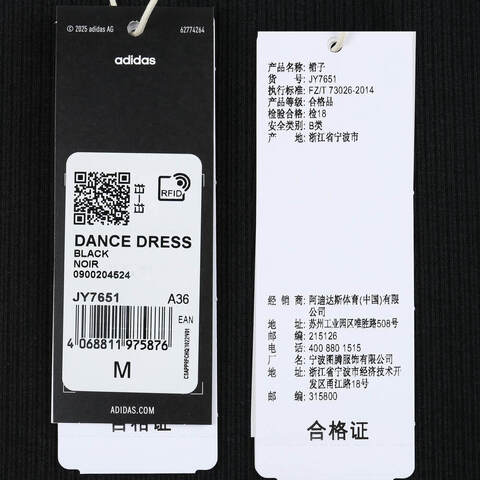 © 2025 adidas AG
62774264
adidas
RFID
DANCE DRESS
BLACK
NOIR
0900204524
JY7651
A36
EAN
4 068811 975876
M
ADIDAS.COM
合格证
产品名称: 裙子
货 号: JY7651
执行标准: FZ/T 73026-2014
产品等级: 合格品
检验合格: 检18
安全类别: B类
产 地: 浙江省宁波市
经 销 商: 阿迪达斯体育(中国)有限
公司
地 址: 苏州工业园区唯胜路508号
邮 编: 215126
电 话: 400 880 1515
厂 名: 宁波图腾服饰有限公司
地 址: 浙江省宁波市经济技术开
发区甬江路18号
邮 编: 315800
合格证